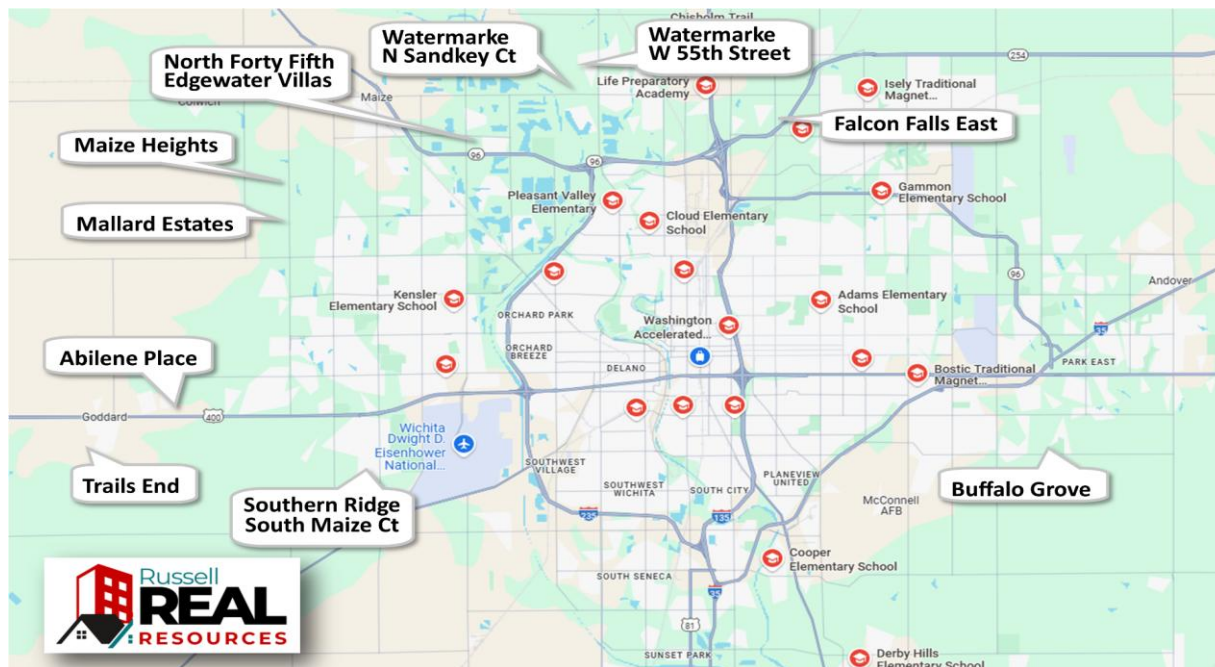 Chisholm Trail
Watermarke
N Sandkey Ct
Watermarke
W 55th Street
North Forty Fifth
Edgewater Villas
254
Life Preparatory
Academy
Isely Traditional
Magnet...
Colwich
Maize
Falcon Falls East
Maize Heights
96
96
Pleasant Valley
Elementary
Gammon
Elementary School
Mallard Estates
Cloud Elementary
School
96
Andover
Kensler
Elementary School
Adams Elementary
School
ORCHARD PARK
Washington
Accelerated...
35
ORCHARD
BREEZE
Abilene Place
DELANO
PARK EAST
Bostic Traditional
Magnet...
Goddard
400
Wichita
Dwight D.
Eisenhower
National...
SOUTHWEST
VILLAGE
PLANEVIEW
UNITED
Trails End
SOUTHWEST
WICHITA
SOUTH CITY
Buffalo Grove
Southern Ridge
South Maize Ct
McConnell
AFB
235
135
Cooper
Elementary School
SOUTH SENECA
35
81
SUNSET PARK
Derby Hills
Elementary School
Russell
REAL
RESOURCES